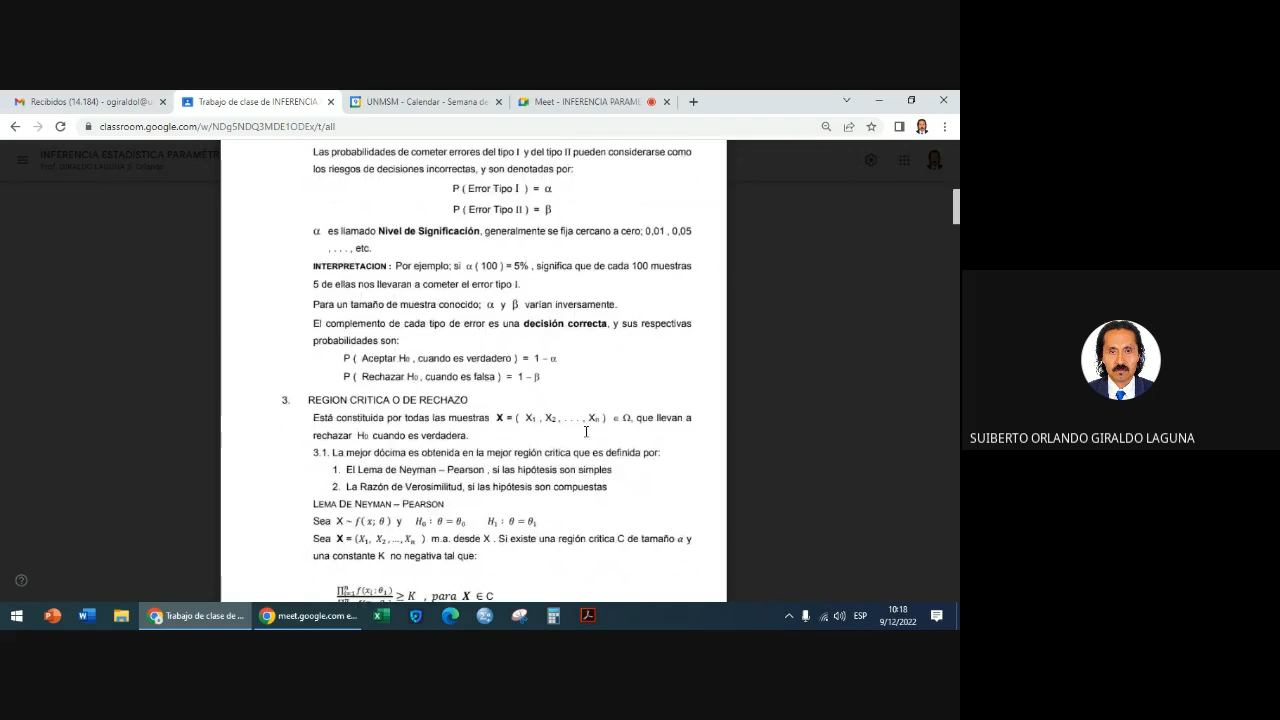 Recibidos (14.184) - ogiraldol@u
Trabajo de clase de INFERENCIA
UNMSM - Calendar - Semana de
Meet - INFERENCIA PARAME
classroom.google.com/w/NDg5NDQ3MDE1ODEx/t/all
INFERENCIA ESTADÍSTICA PARAMÉTR
Prof. GIRALDO LAGUNA S. Orlando
Las probabilidades de cometer errores del tipo I y del tipo II pueden considerarse como
los riesgos de decisiones incorrectas, y son denotadas por:
P ( Error Tipo I ) = α
P ( Error Tipo II ) = β
α es llamado Nivel de Significación, generalmente se fija cercano a cero; 0,01 , 0,05
, . . . , etc.
INTERPRETACION : Por ejemplo; si α ( 100 ) = 5% , significa que de cada 100 muestras
5 de ellas nos llevaran a cometer el error tipo I.
Para un tamaño de muestra conocido; α y β varían inversamente.
El complemento de cada tipo de error es una decisión correcta, y sus respectivas
probabilidades son:
P ( Aceptar H0 , cuando es verdadero ) = 1 – α
P ( Rechazar H0 , cuando es falsa ) = 1 – β
3. REGION CRITICA O DE RECHAZO
Está constituida por todas las muestras X = ( X1 , X2 , . . . , Xn ) ∈ Ω, que llevan a
rechazar H0 cuando es verdadera.
3.1. La mejor dócima es obtenida en la mejor región critica que es definida por:
1. El Lema de Neyman – Pearson , si las hipótesis son simples
2. La Razón de Verosimilitud, si las hipótesis son compuestas
LEMA DE NEYMAN – PEARSON
Sea X ~ f( x; θ ) y H0 : θ = θ0 H1 : θ = θ1
Sea X = (X1, X2 ,..., Xn ) m.a. desde X . Si existe una región critica C de tamaño α y
una constante K no negativa tal que:
∏ni=1 f(xi ; θ1) ≥ K , para X ∈ C
SUIBERTO ORLANDO GIRALDO LAGUNA
Trabajo de clase de ...
meet.google.com e...
ESP
10:18
9/12/2022